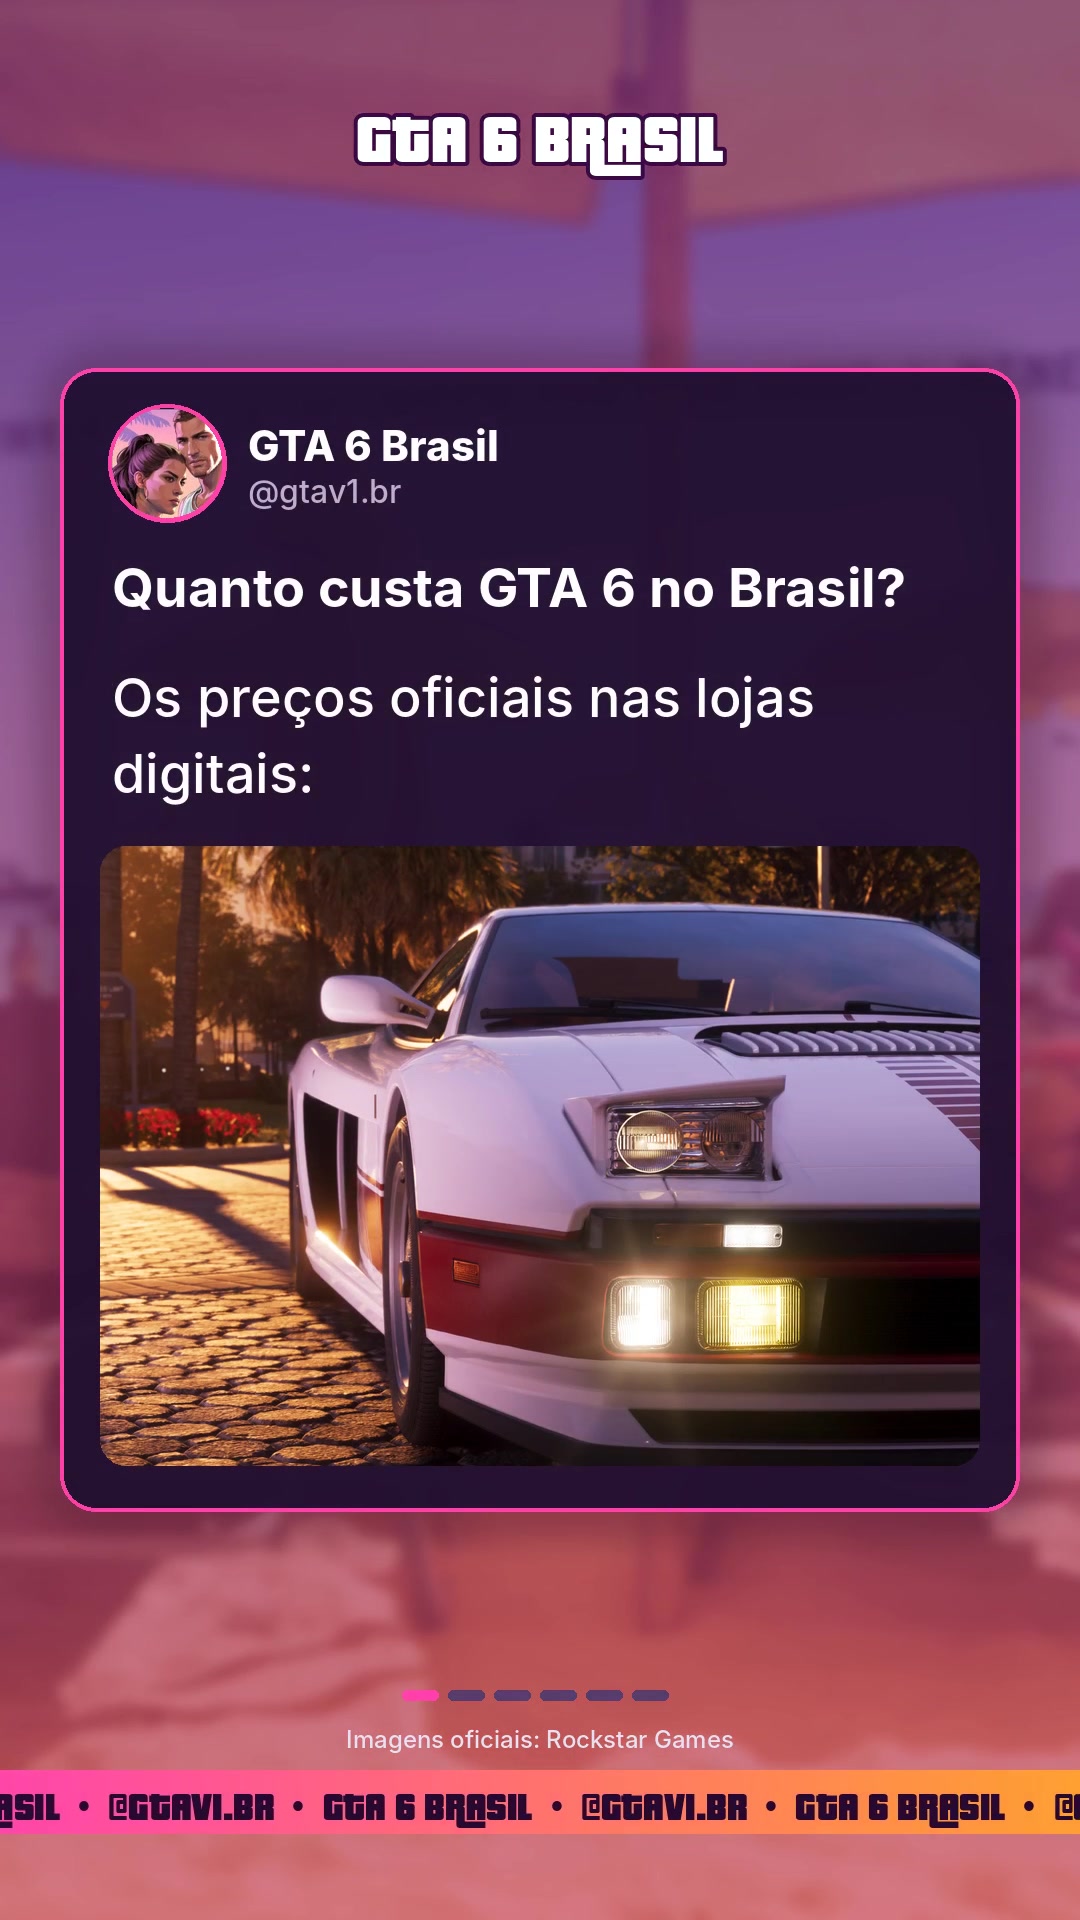 GTA 6 BRASIL
GTA 6 Brasil
@gtav1.br
Quanto custa GTA 6 no Brasil?
Os preços oficiais nas lojas
digitais:
Imagens oficiais: Rockstar Games
ASIL • @GTAVI.BR • GTA 6 BRASIL • @GTAVI.BR • GTA 6 BRASIL • @